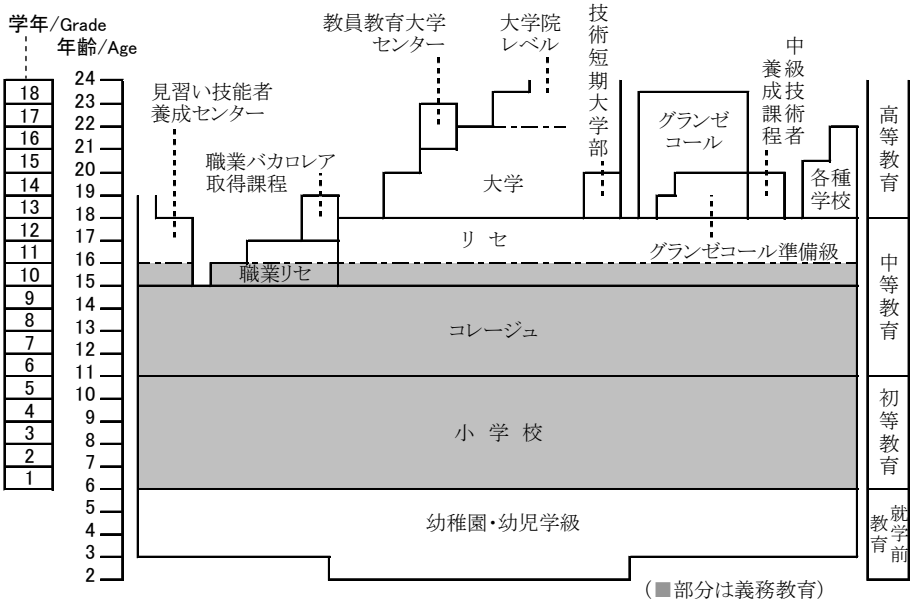 学年/Grade
年齢/Age
18
17
16
15
14
13
12
11
10
9
8
7
6
5
4
3
2
1
24
23
22
21
20
19
18
17
16
15
14
13
12
11
10
9
8
7
6
5
4
3
2
見習い技能者
養成センター
職業バカロレア
取得課程
教員教育大学
センター
大学院
レベル
技術短期大学部
グランゼ
コール
中級技術者
養成課程
大学
各種
学校
リセ
グランゼコール準備級
職業リセ
コレージュ
小学校
幼稚園・幼児学級
高等教育
中等教育
初等教育
就学前
教育
（■部分は義務教育）